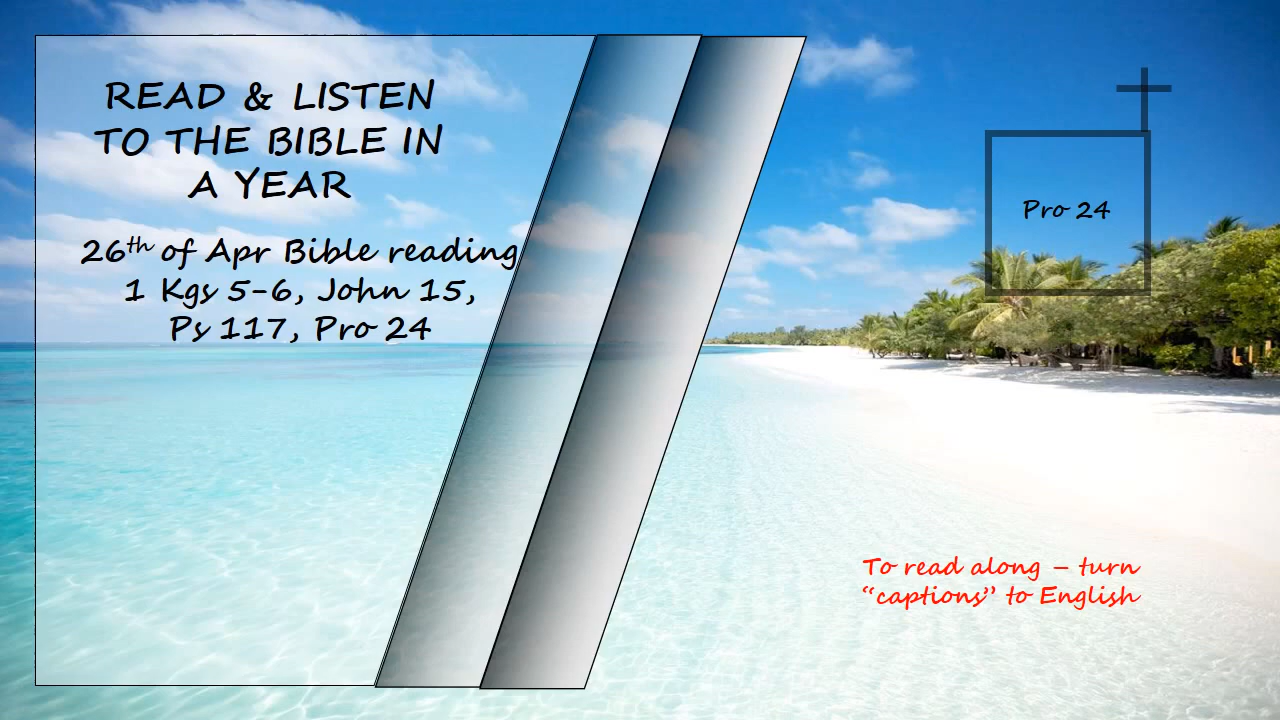 READ & LISTEN
TO THE BIBLE IN
A YEAR
26th of Apr Bible reading
1 Kgs 5-6, John 15,
Ps 117, Pro 24
Pro 24
To read along – turn
“captions” to English